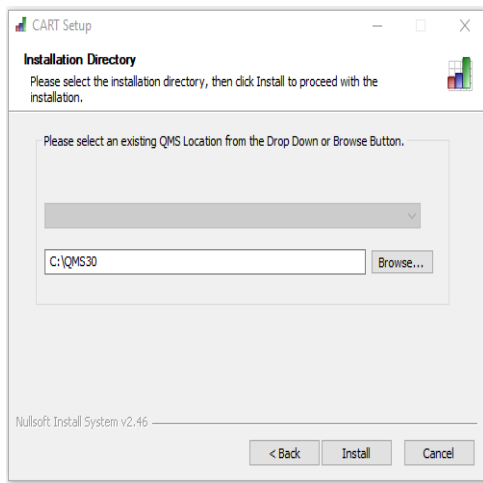 CART Setup
Installation Directory
Please select the installation directory, then click Install to proceed with the
installation.
Please select an existing QMS Location from the Drop Down or Browse Button.
C:\QMS30
Browse...
Nullsoft Install System v2.46
< Back
Install
Cancel